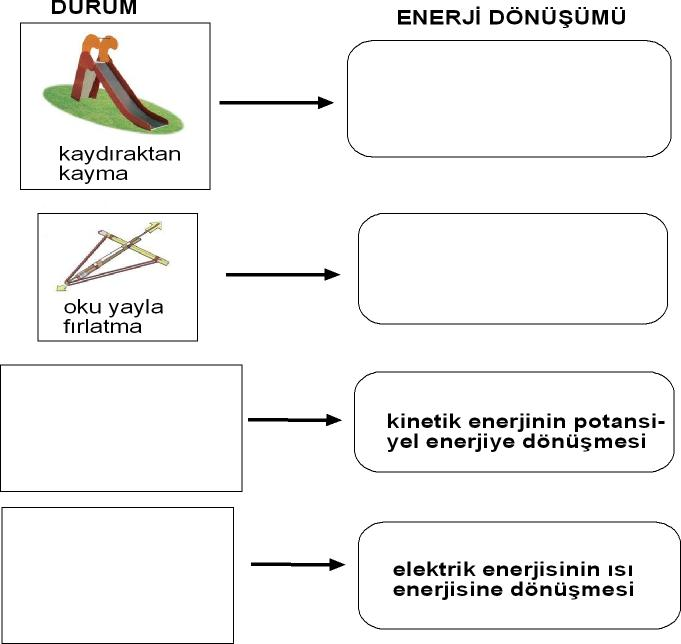 DURUM
ENERJİ DÖNÜŞÜMÜ
kaydıraktan
kayma
oku yayla
fırlatma
kinetik enerjinin potansi-
yel enerjiye dönüşmesi
elektrik enerjisinin ısı
enerjisine dönüşmesi